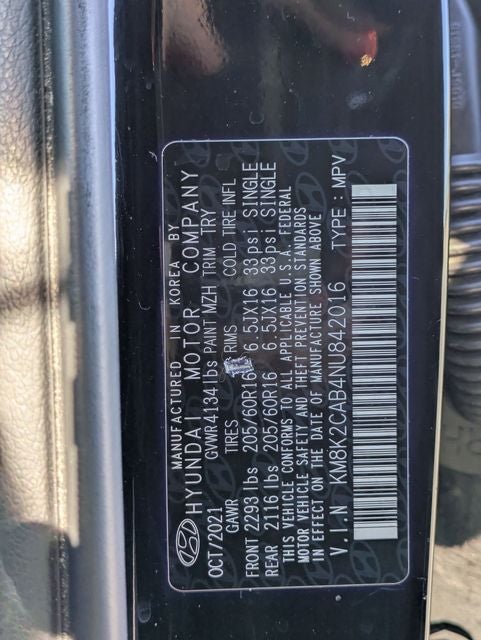 MANUFACTURED IN KOREA BY
HYUNDAI MOTOR COMPANY
OCT/2021 GVWR 4134 lbs PAINT MZH TRIM TRY
GAWR TIRES RIMS COLD TIRE INFL
FRONT 2293 lbs 205/60R16 6.5JX16 33psi SINGLE
REAR 2116 lbs 205/60R16 6.5JX16 33psi SINGLE
THIS VEHICLE CONFORMS TO ALL APPLICABLE U.S.A. FEDERAL
MOTOR VEHICLE SAFETY AND THEFT PREVENTION STANDARDS
IN EFFECT ON THE DATE OF MANUFACTURE SHOWN ABOVE
V.I.N KM8K2CAB4NU842016 TYPE : MPV